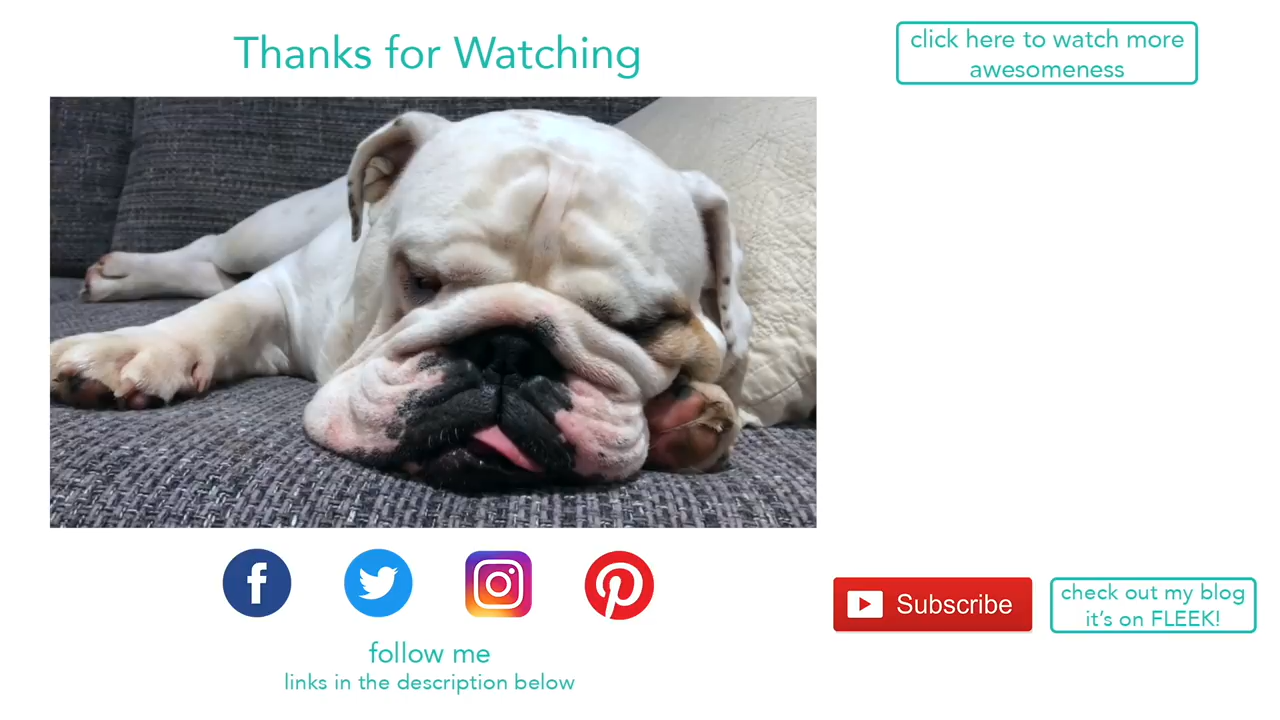 Thanks for Watching
click here to watch more
awesomeness
Subscribe
check out my blog
it's on FLEEK!
follow me
links in the description below